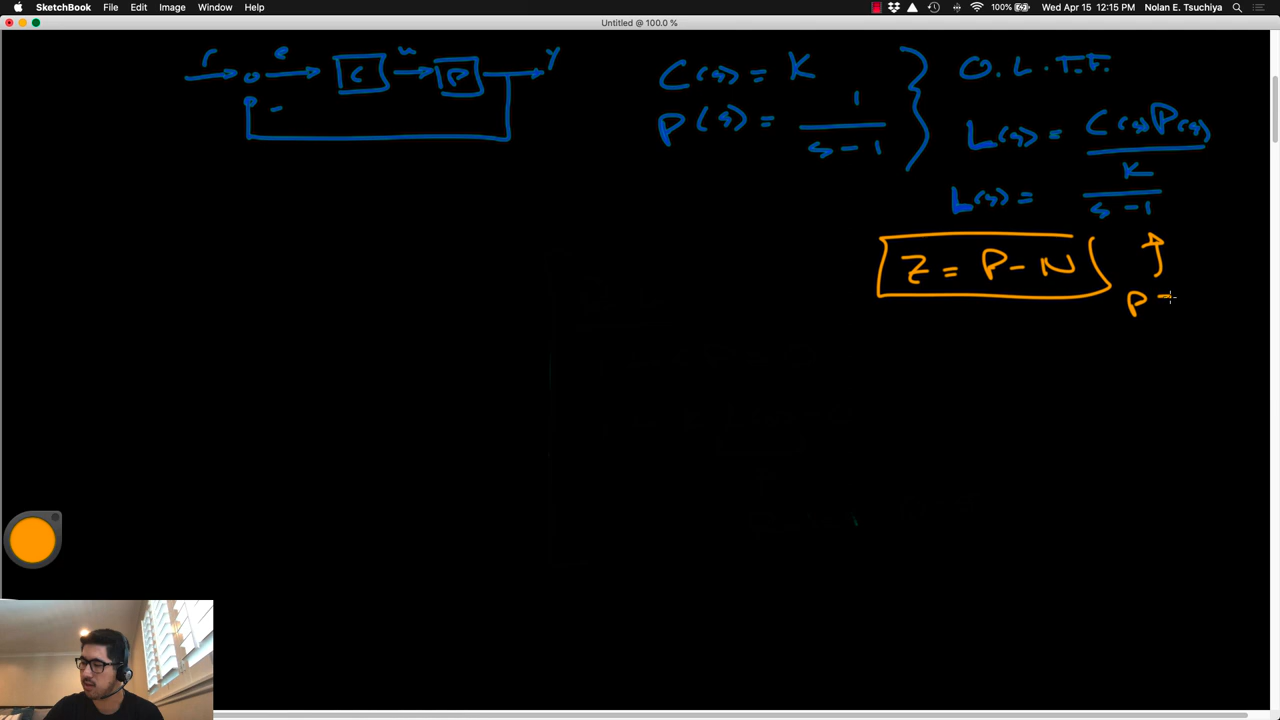 SketchBook File Edit Image Window Help
100% Wed Apr 15 12:15 PM Nolan E. Tsuchiya
Untitled @ 100.0 %
r e C u P y
-
C(s) = K
P(s) = 1 / s - 1
O.L.T.F.
L(s) = C(s)P(s)
L(s) = K / s - 1
Z = P - N
P -